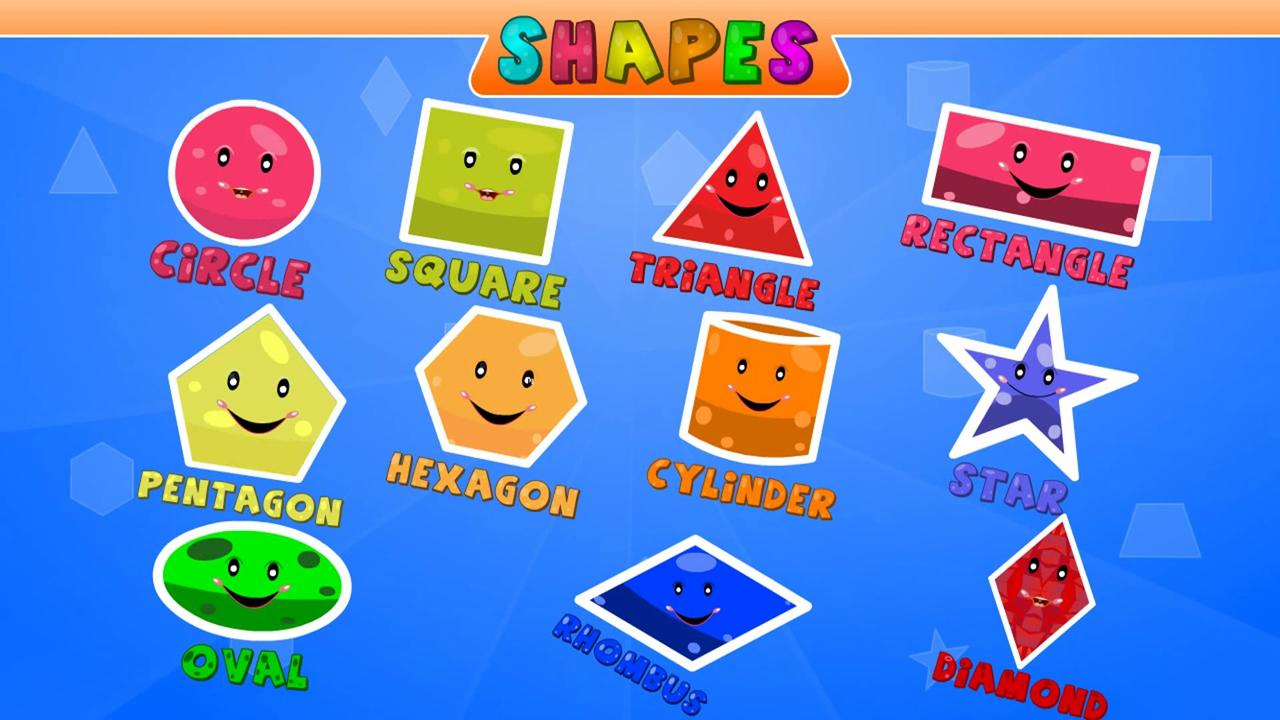 SHAPES
CiRCLE
SQUARE
TRiANGLE
RECTANGLE
PENTAGON
HEXAGON
CYLiNDER
STAR
OVAL
RHOMBUS
DiAMOND